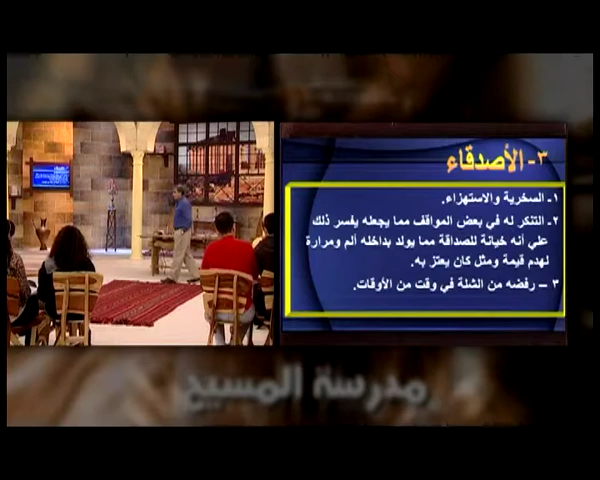 ٣- الأصدقاء
١- السخرية والاستهزاء.
٢- التنكر له في بعض المواقف مما يجعله يفسر ذلك
علي أنه خيانة للصداقة مما يولد بداخله ألم ومرارة
لهدم قيمة ومثل كان يعتز به.
٣ – رفضه من الشلة في وقت من الأوقات.
مدرسة المسيح